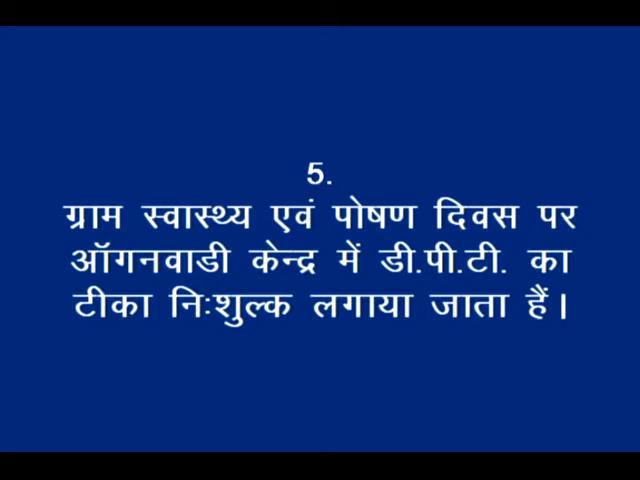 5.
ग्राम स्वास्थ्य एवं पोषण दिवस पर
ऑगनवाडी केन्द्र में डी.पी.टी. का
टीका निःशुल्क लगाया जाता हैं।